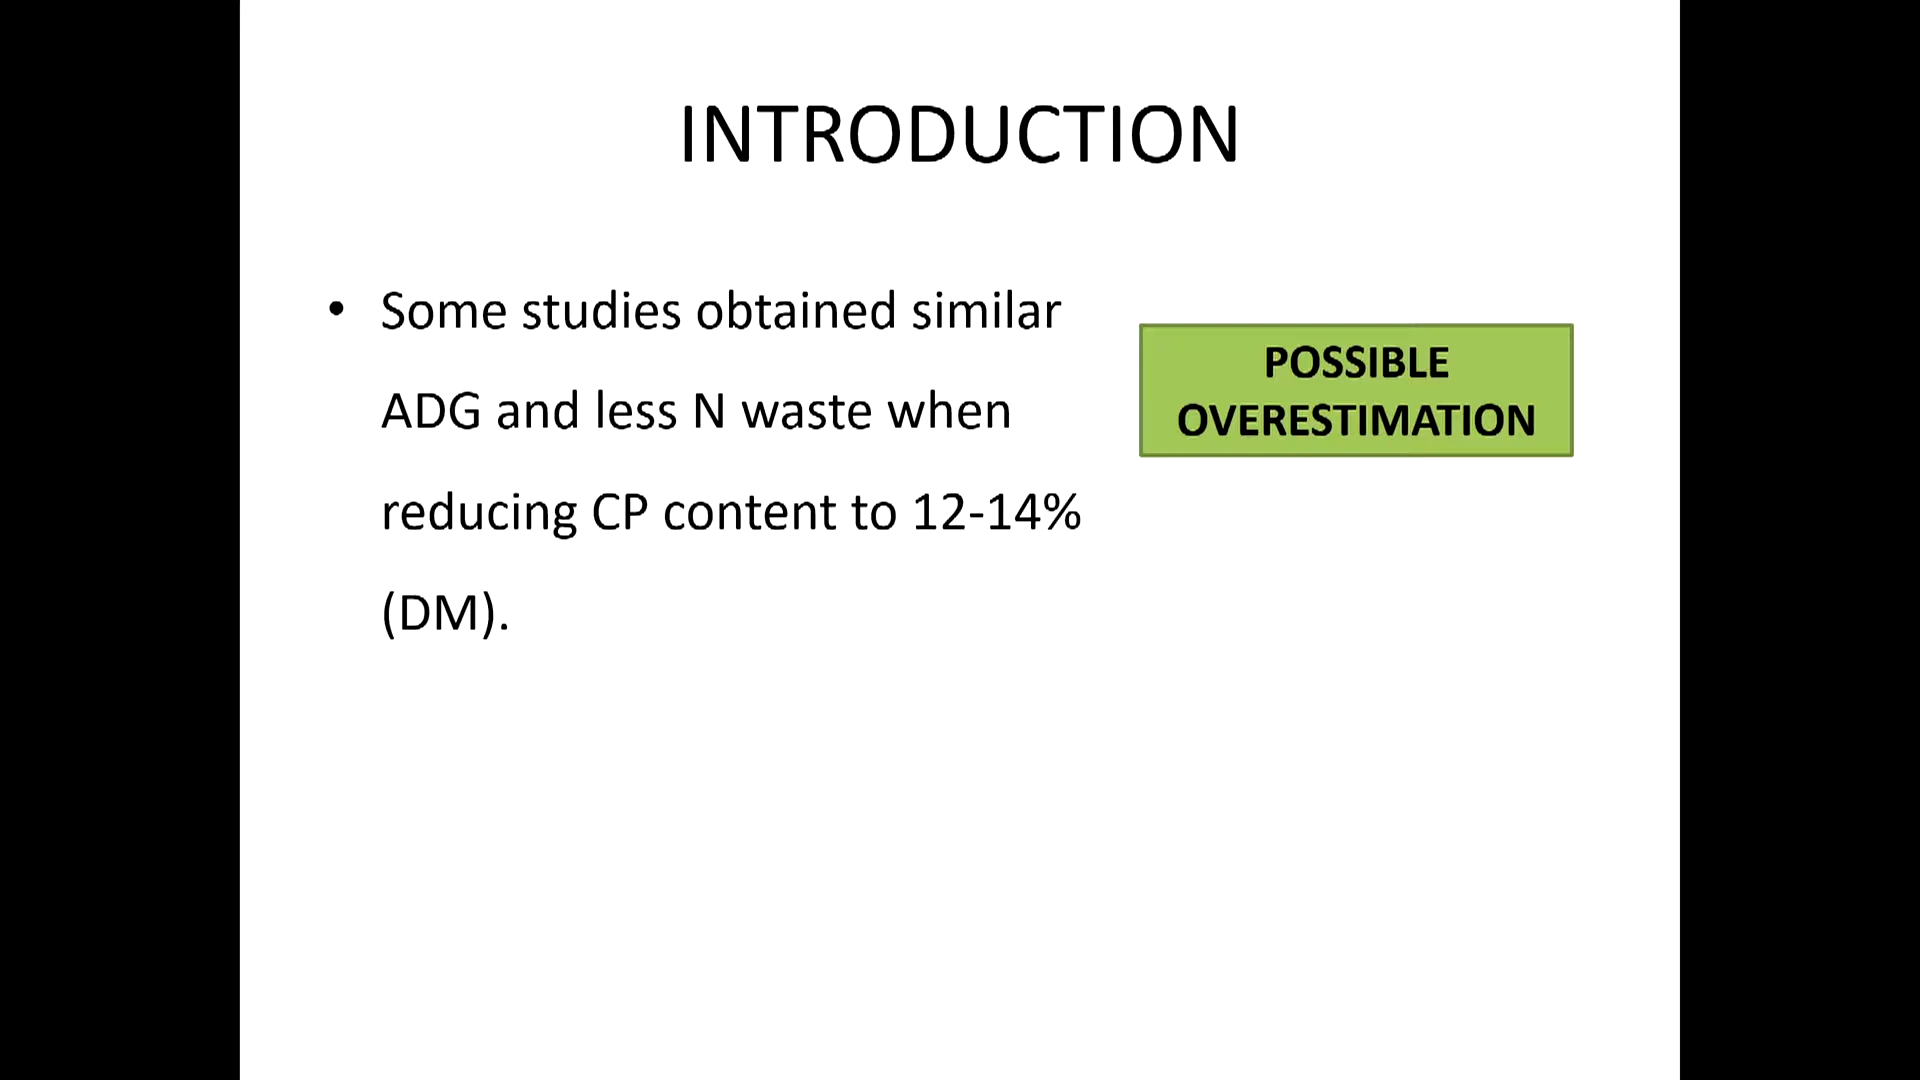 INTRODUCTION
• Some studies obtained similar
ADG and less N waste when
reducing CP content to 12-14%
(DM).
POSSIBLE
OVERESTIMATION